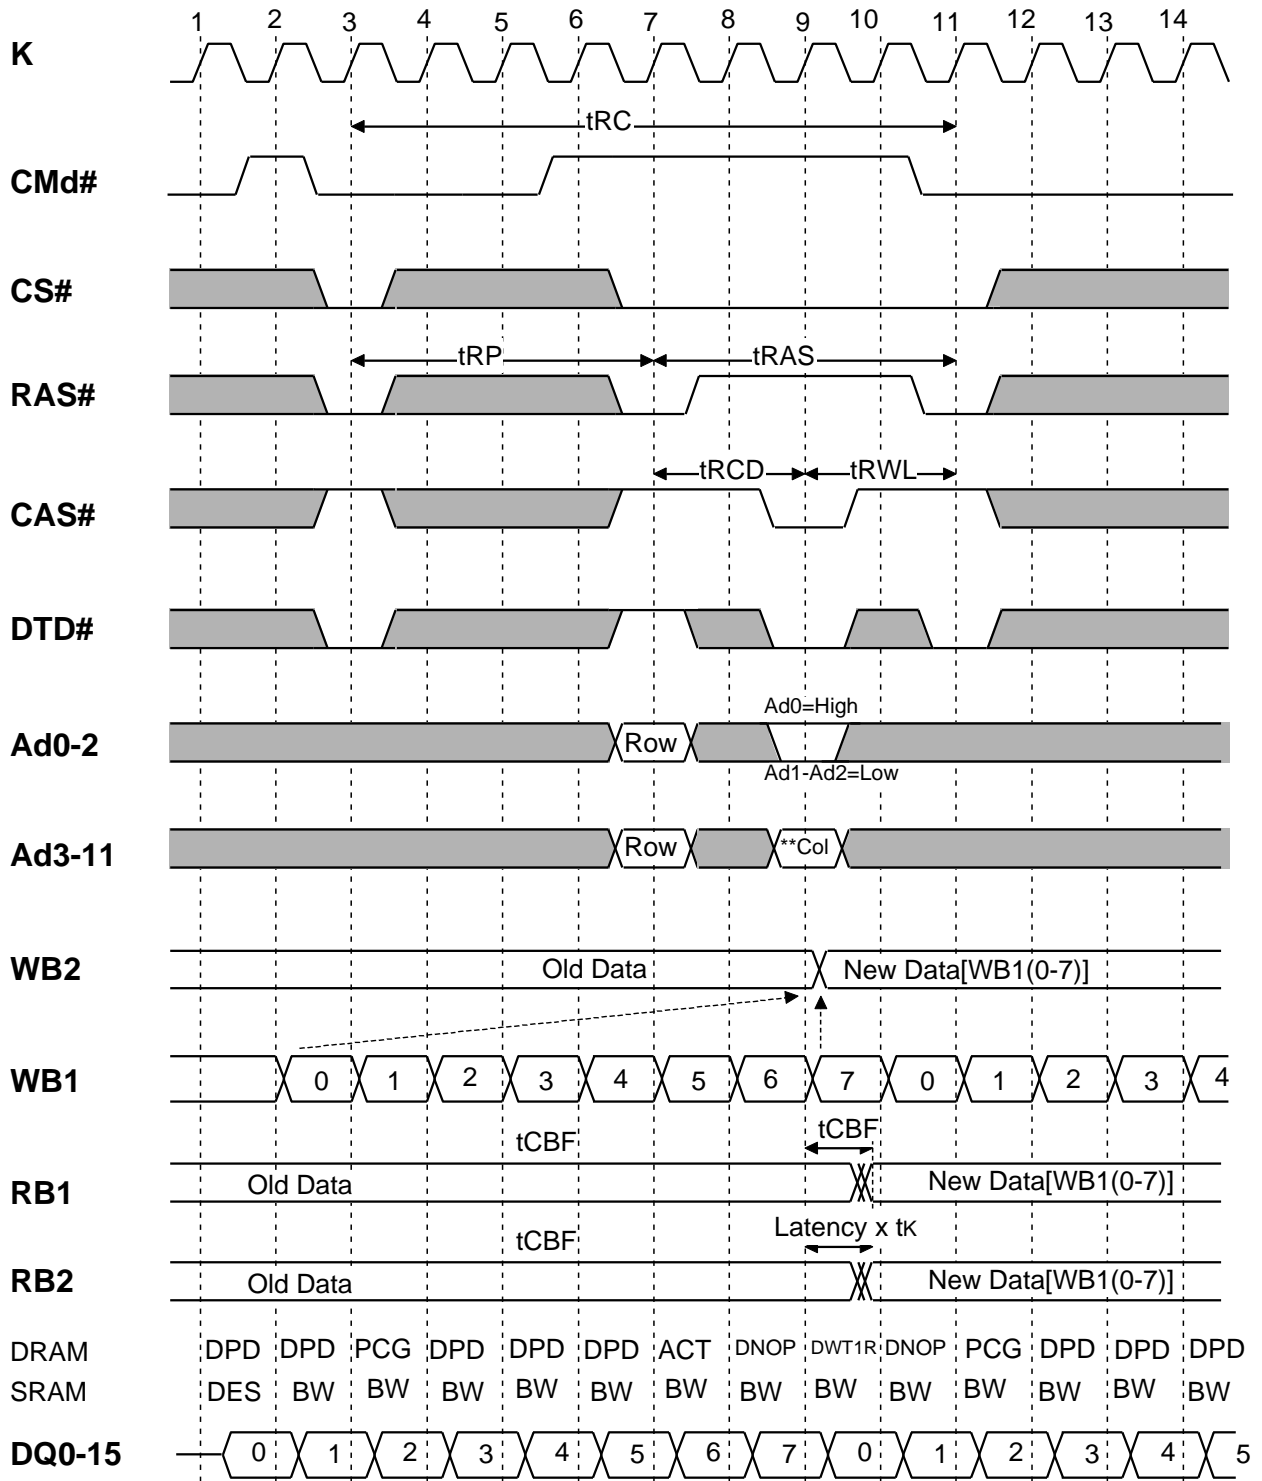 1 2 3 4 5 6 7 8 9 10 11 12 13 14
K
tRC
CMd#
CS#
tRP tRAS
RAS#
tRCD tRWL
CAS#
DTD#
Ad0=High
Ad0-2 Row
Ad1-Ad2=Low
Ad3-11 Row **Col
WB2 Old Data New Data[WB1(0-7)]
WB1 0 1 2 3 4 5 6 7 0 1 2 3 4
tCBF tCBF
RB1 Old Data New Data[WB1(0-7)]
tCBF Latency x tK
RB2 Old Data New Data[WB1(0-7)]
DRAM DPD DPD PCG DPD DPD DPD ACT DNOP DWT1R DNOP PCG DPD DPD DPD
SRAM DES BW BW BW BW BW BW BW BW BW BW BW BW BW
DQ0-15 0 1 2 3 4 5 6 7 0 1 2 3 4 5